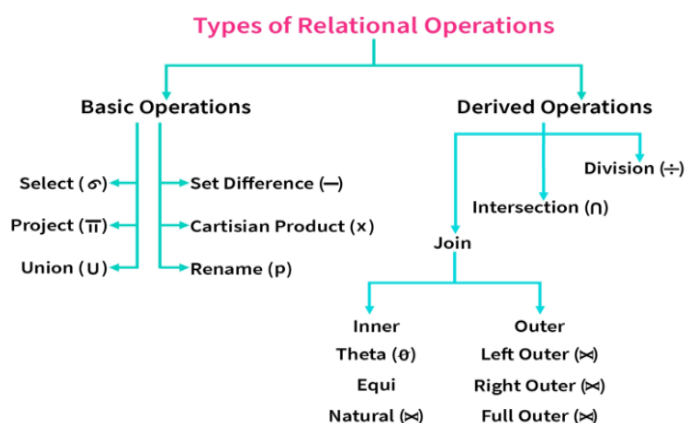 Types of Relational Operations
Basic Operations
Select (σ)
Project (π)
Union (∪)
Set Difference (—)
Cartisian Product (x)
Rename (p)
Derived Operations
Join
Intersection (∩)
Division (÷)
Inner
Theta (θ)
Equi
Natural (⋈)
Outer
Left Outer (⋈)
Right Outer (⋈)
Full Outer (⋈)